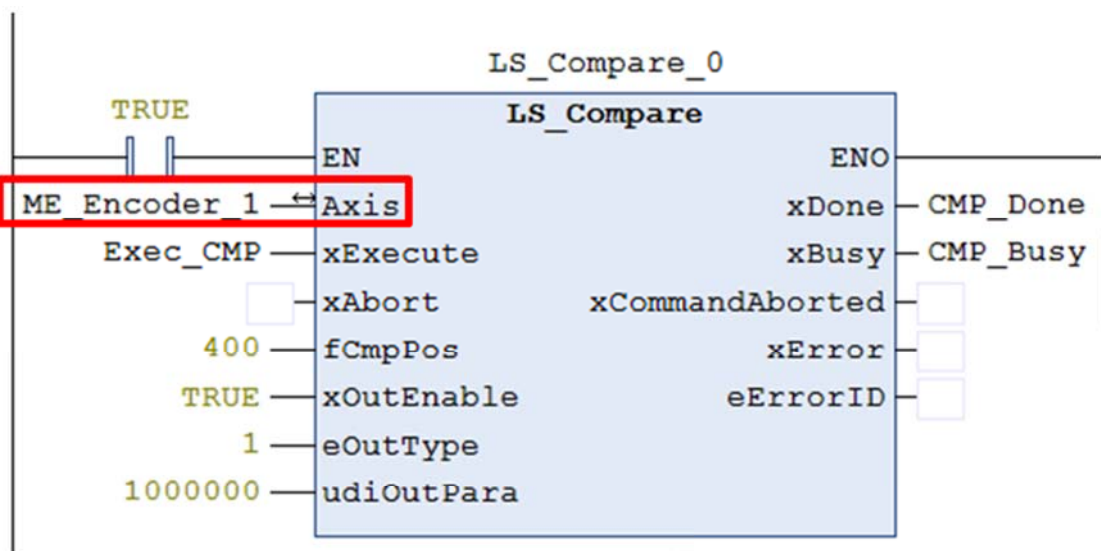 LS_Compare_0
TRUE LS_Compare
EN ENO
ME_Encoder_1 ↔ Axis xDone CMP_Done
Exec_CMP xExecute xBusy CMP_Busy
xAbort xCommandAborted
400 fCmpPos xError
TRUE xOutEnable eErrorID
1 eOutType
1000000 udiOutPara